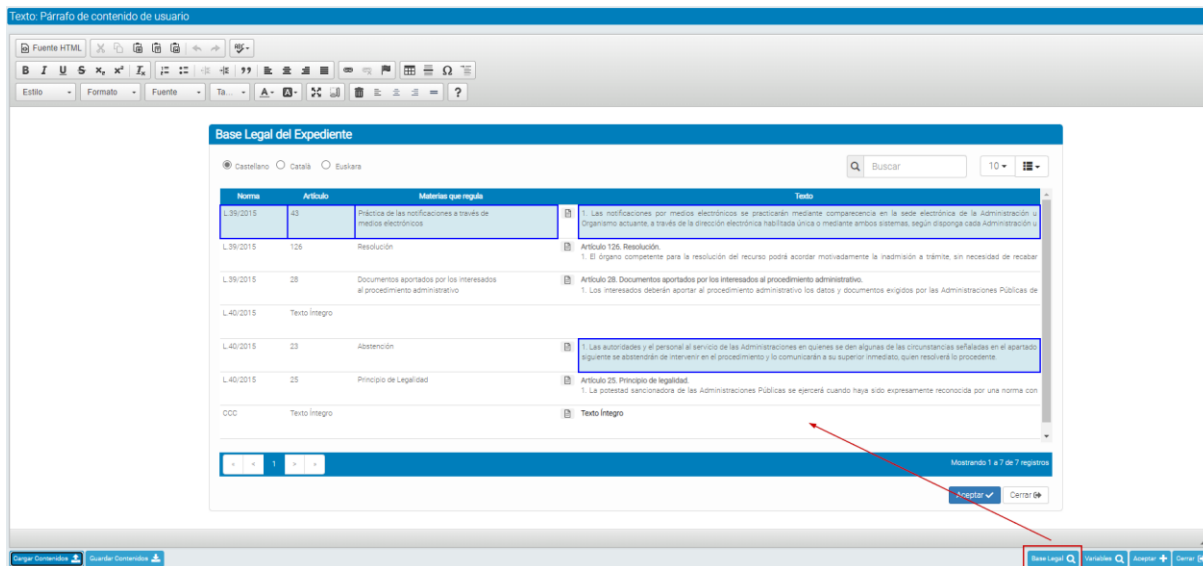 Texto: Párrafo de contenido de usuario
Fuente HTML
B I U S x₂ x² Iₓ
Estilo Formato Fuente Ta... A A ?
Base Legal del Expediente
Castellano Català Euskara Buscar 10
Norma Artículo Materias que regula Texto
L.39/2015 43 Práctica de las notificaciones a través de 1. Las notificaciones por medios electrónicos se practicarán mediante comparecencia en la sede electrónica de la Administración u
medios electrónicos Organismo actuante, a través de la dirección electrónica habilitada única o mediante ambos sistemas, según disponga cada Administración u
L.39/2015 126 Resolución Artículo 126. Resolución.
1. El órgano competente para la resolución del recurso podrá acordar motivadamente la inadmisión a trámite, sin necesidad de recabar
L.39/2015 28 Documentos aportados por los interesados Artículo 28. Documentos aportados por los interesados al procedimiento administrativo.
al procedimiento administrativo 1. Los interesados deberán aportar al procedimiento administrativo los datos y documentos exigidos por las Administraciones Públicas de
L.40/2015 Texto Íntegro
L.40/2015 23 Abstención 1. Las autoridades y el personal al servicio de las Administraciones en quienes se den algunas de las circunstancias señaladas en el apartado
siguiente se abstendrán de intervenir en el procedimiento y lo comunicarán a su superior inmediato, quien resolverá lo procedente.
L.40/2015 25 Principio de Legalidad Artículo 25. Principio de legalidad.
1. La potestad sancionadora de las Administraciones Públicas se ejercerá cuando haya sido expresamente reconocida por una norma con
CCC Texto Íntegro Texto Íntegro
« ‹ 1 › » Mostrando 1 a 7 de 7 registros
Aceptar Cerrar
Cargar Contenidos Guardar Contenidos Base Legal Variables Aceptar Cerrar